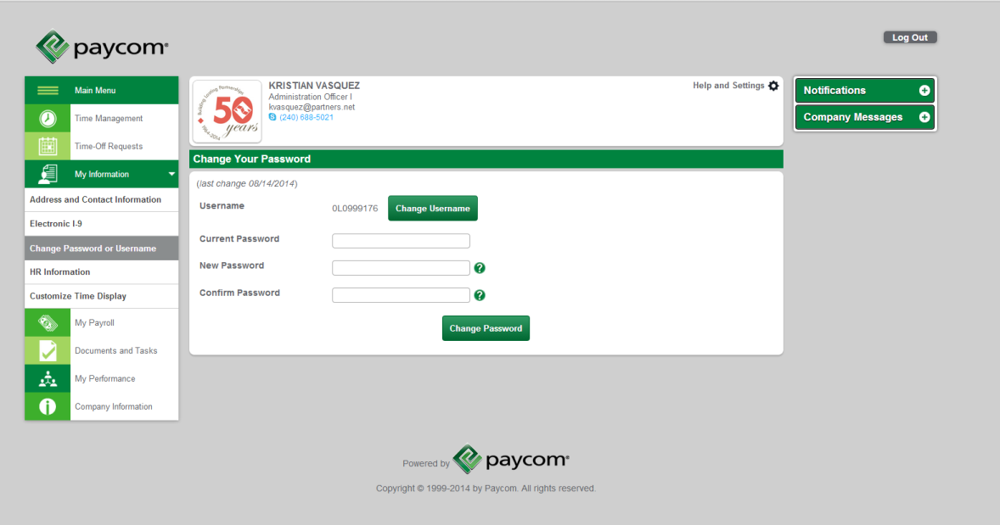 paycom
Log Out
Main Menu
Time Management
Time-Off Requests
My Information
Address and Contact Information
Electronic I-9
Change Password or Username
HR Information
Customize Time Display
My Payroll
Documents and Tasks
My Performance
Company Information
Building Lasting Partnerships
50
years
1964-2014
KRISTIAN VASQUEZ
Administration Officer I
kvasquez@partners.net
(240) 688-5021
Help and Settings
Change Your Password
(last change 08/14/2014)
Username
0L0999176
Change Username
Current Password
New Password
?
Confirm Password
?
Change Password
Notifications
Company Messages
Powered by paycom
Copyright © 1999-2014 by Paycom. All rights reserved.